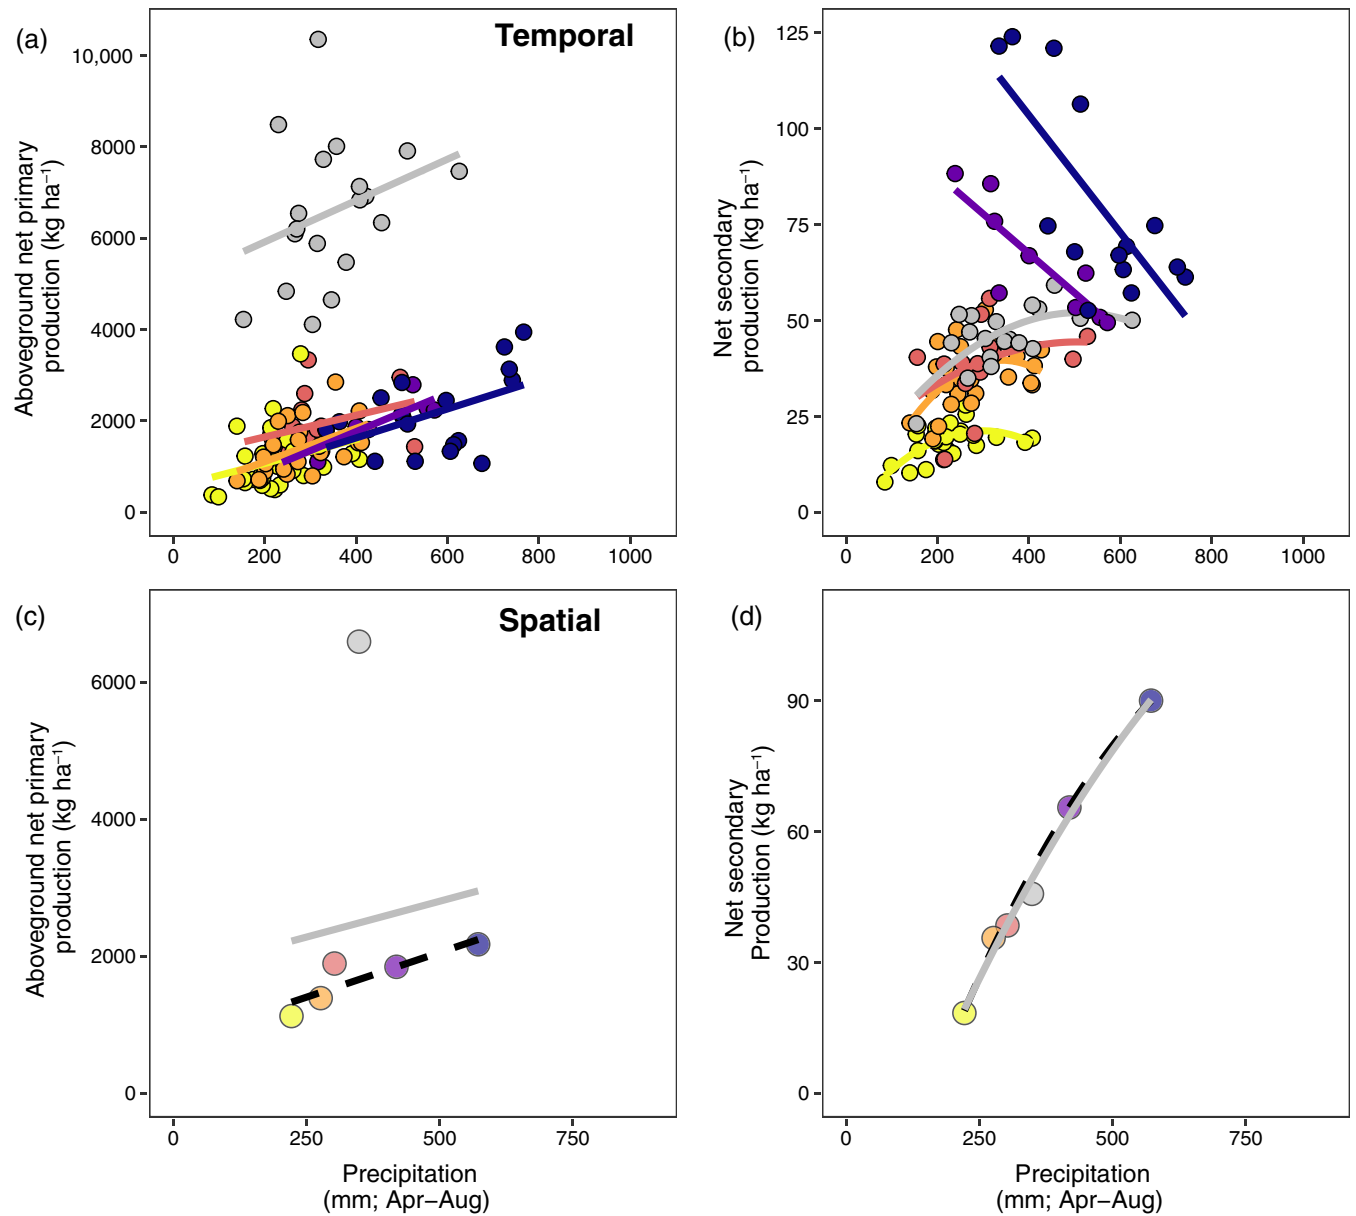 (a)
Temporal
Aboveground net primary
production (kg ha⁻¹)
10,000
8000
6000
4000
2000
0
0 200 400 600 800 1000
(b)
Net secondary
production (kg ha⁻¹)
125
100
75
50
25
0
0 200 400 600 800 1000
(c)
Spatial
Aboveground net primary
production (kg ha⁻¹)
6000
4000
2000
0
0 250 500 750
Precipitation
(mm; Apr–Aug)
(d)
Net secondary
Production (kg ha⁻¹)
90
60
30
0
0 250 500 750
Precipitation
(mm; Apr–Aug)